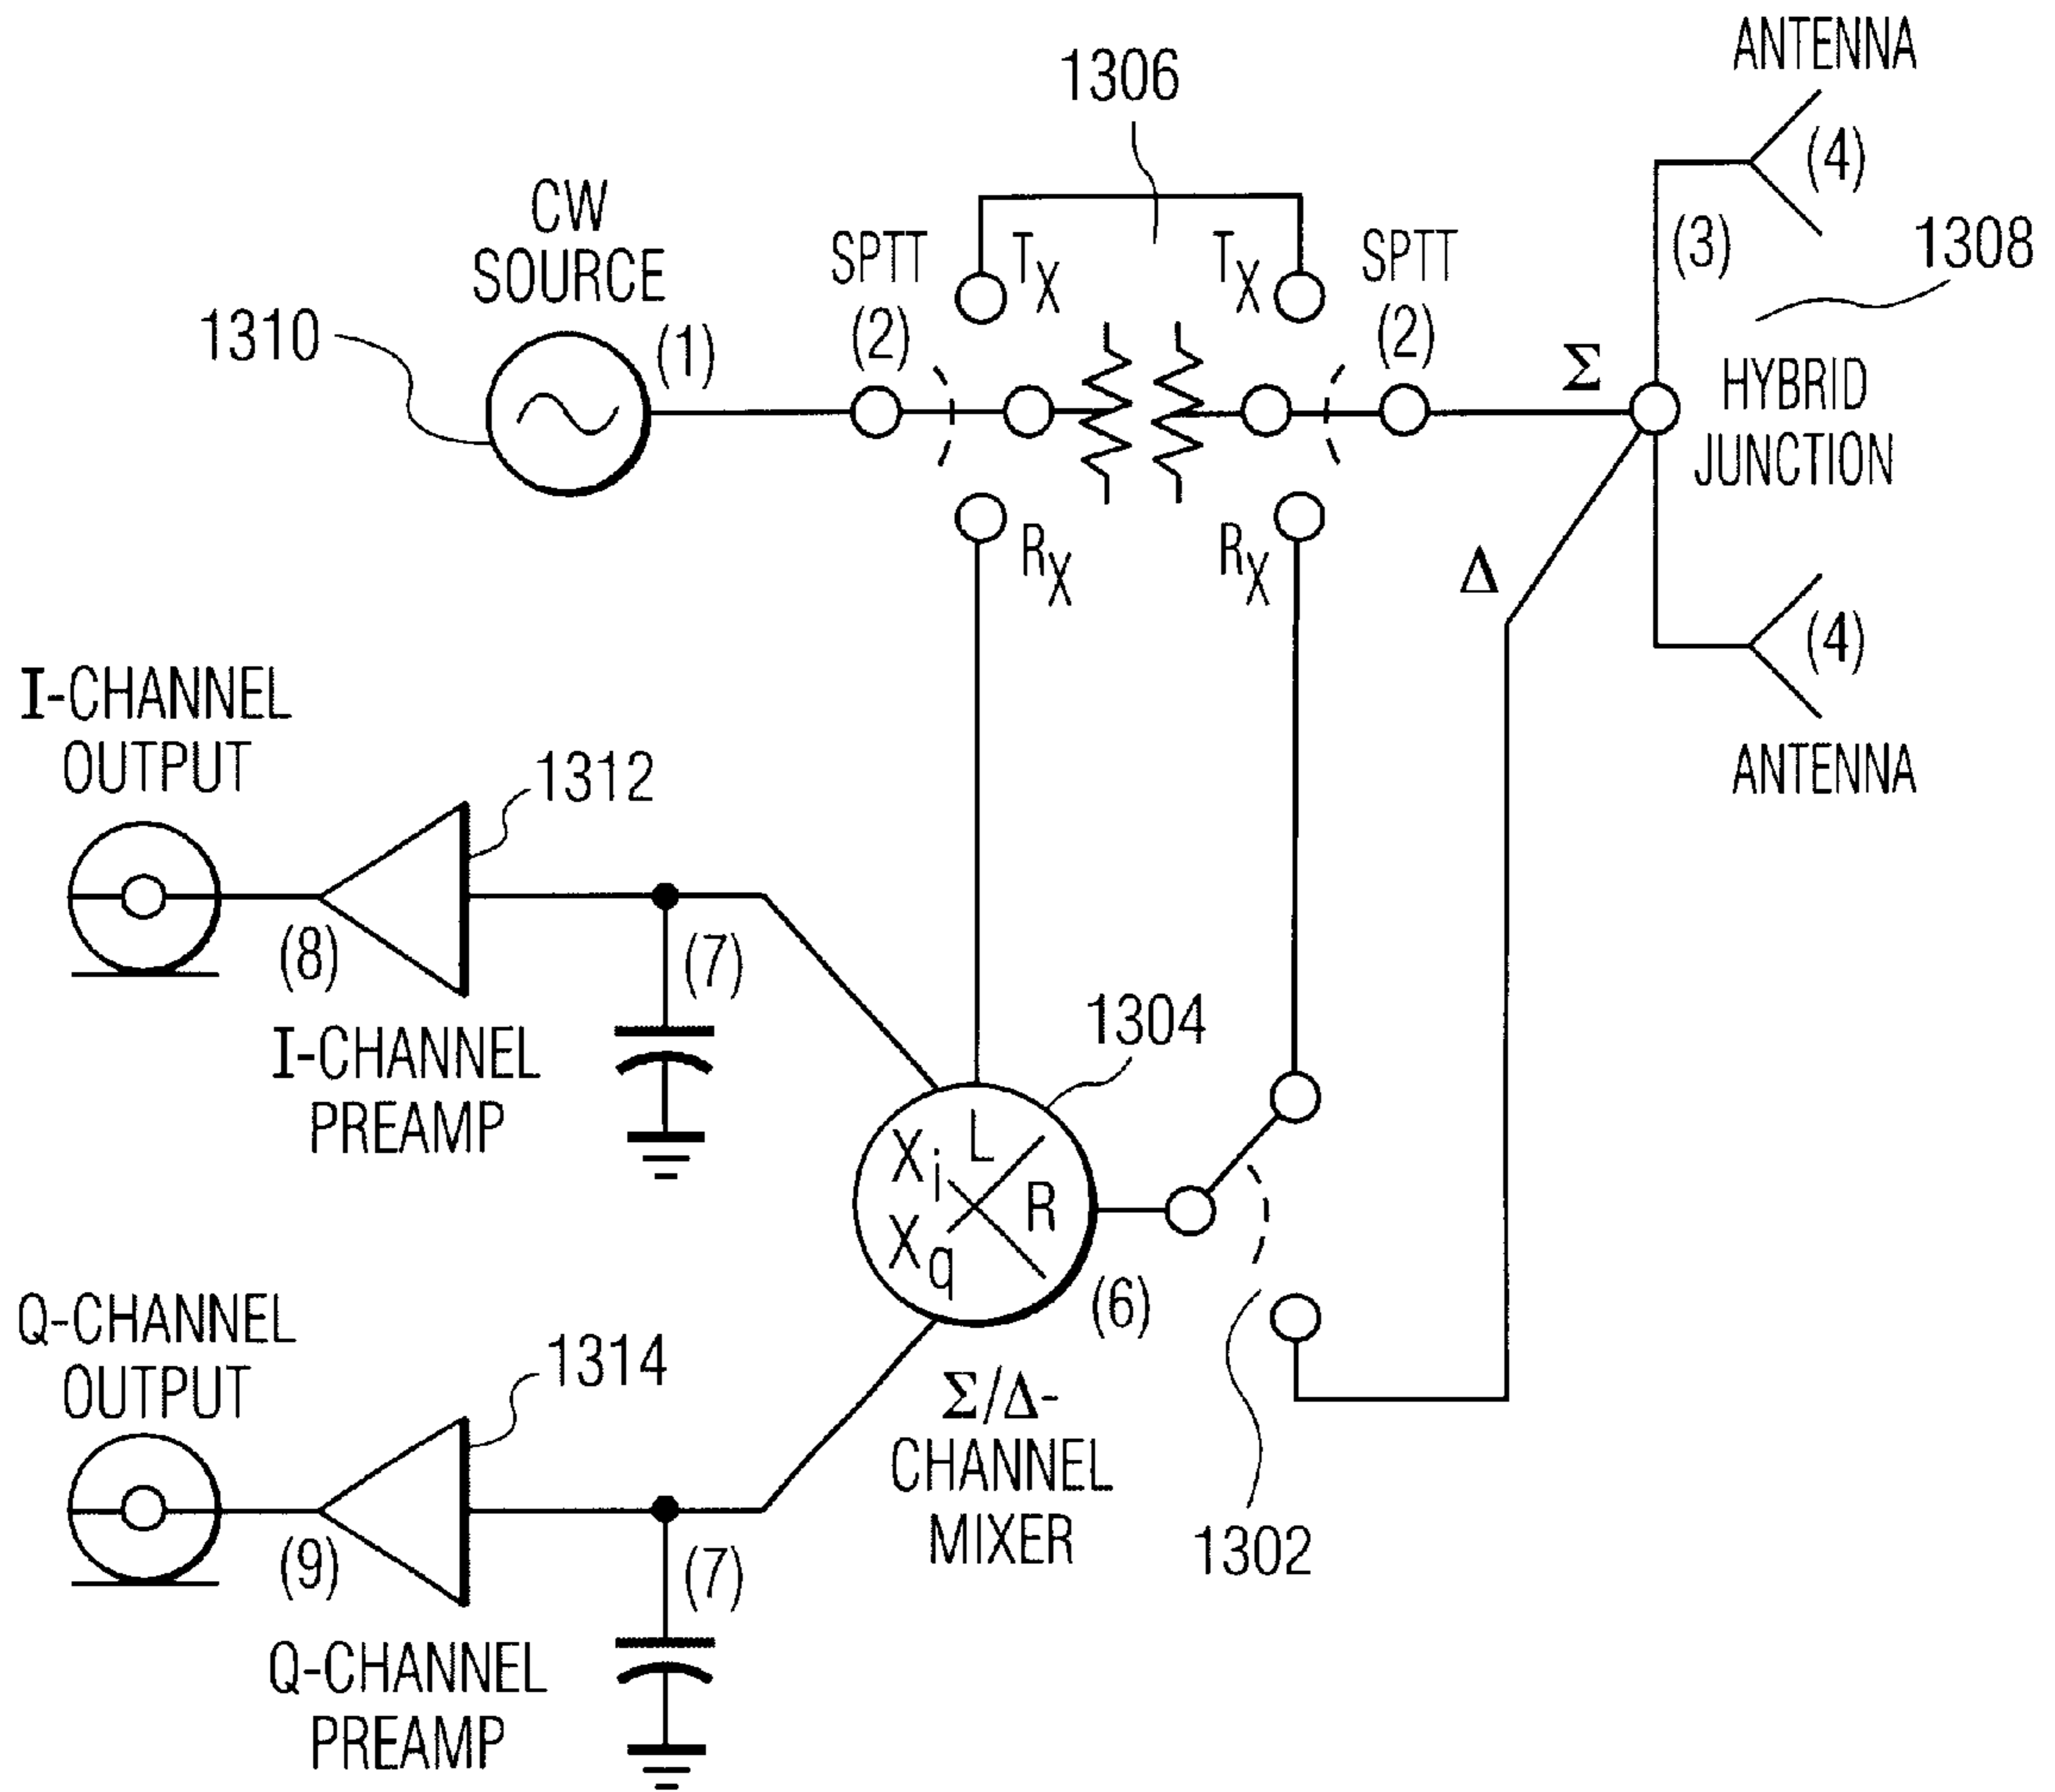 ANTENNA
1306
(4)
CW
SOURCE
(1)
SPTT
(2)
TX
TX
SPTT
(2)
(3)
1308
1310
Σ
HYBRID
JUNCTION
RX
RX
Δ
(4)
ANTENNA
I-CHANNEL
OUTPUT
1312
(8)
(7)
I-CHANNEL
PREAMP
1304
Xi
L
R
Xq
(6)
Q-CHANNEL
OUTPUT
1314
Σ/Δ-
CHANNEL
MIXER
1302
(9)
(7)
Q-CHANNEL
PREAMP